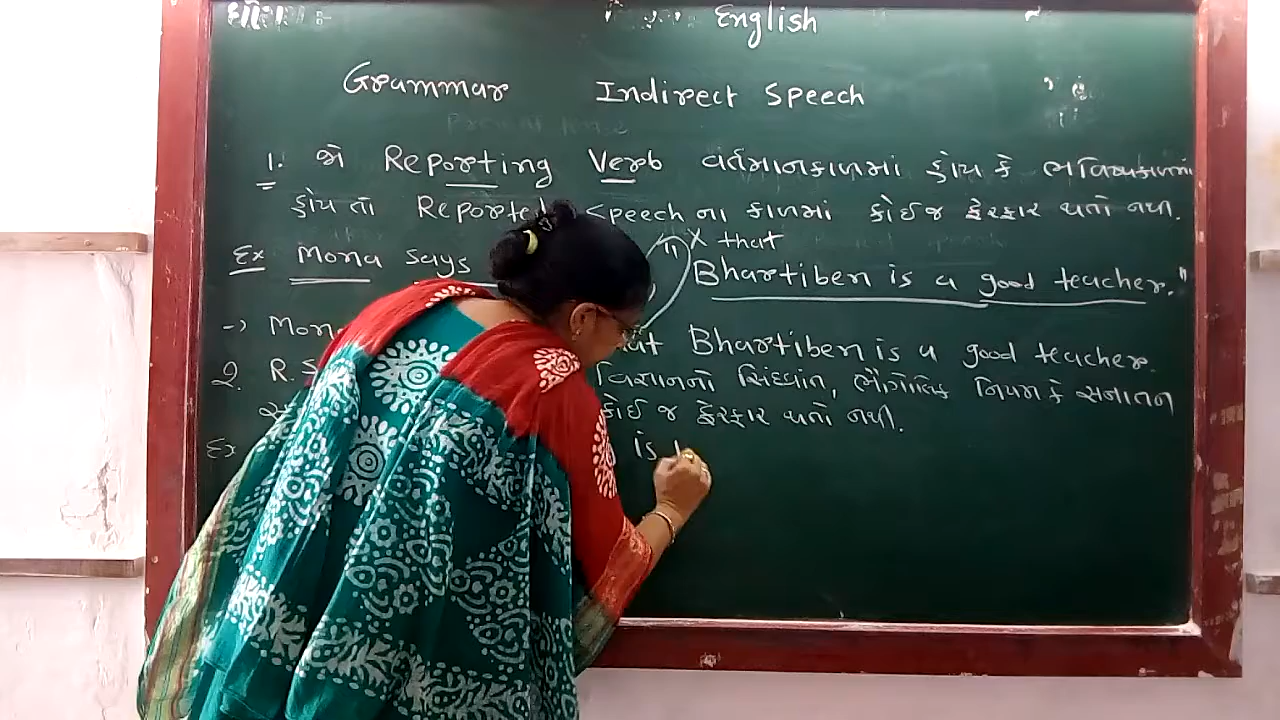 English
Grammar Indirect Speech
1. જો Reporting Verb વર્તમાનકાળમાં હોય કે ભવિષ્યકાળમાં
હોય તો Reported Speech ના કાળમાં કોઈ જ ફેરફાર થતો નથી.
x that
Ex Mona says Bhartiben is a good teacher."
-> Mona Bhartiben is a good teacher.
2. R.S વિજ્ઞાનનો સિદ્ધાંત, ભૌગોલિક નિયમ કે સનાતન
કોઈ જ ફેરફાર થતો નથી.
Ex is